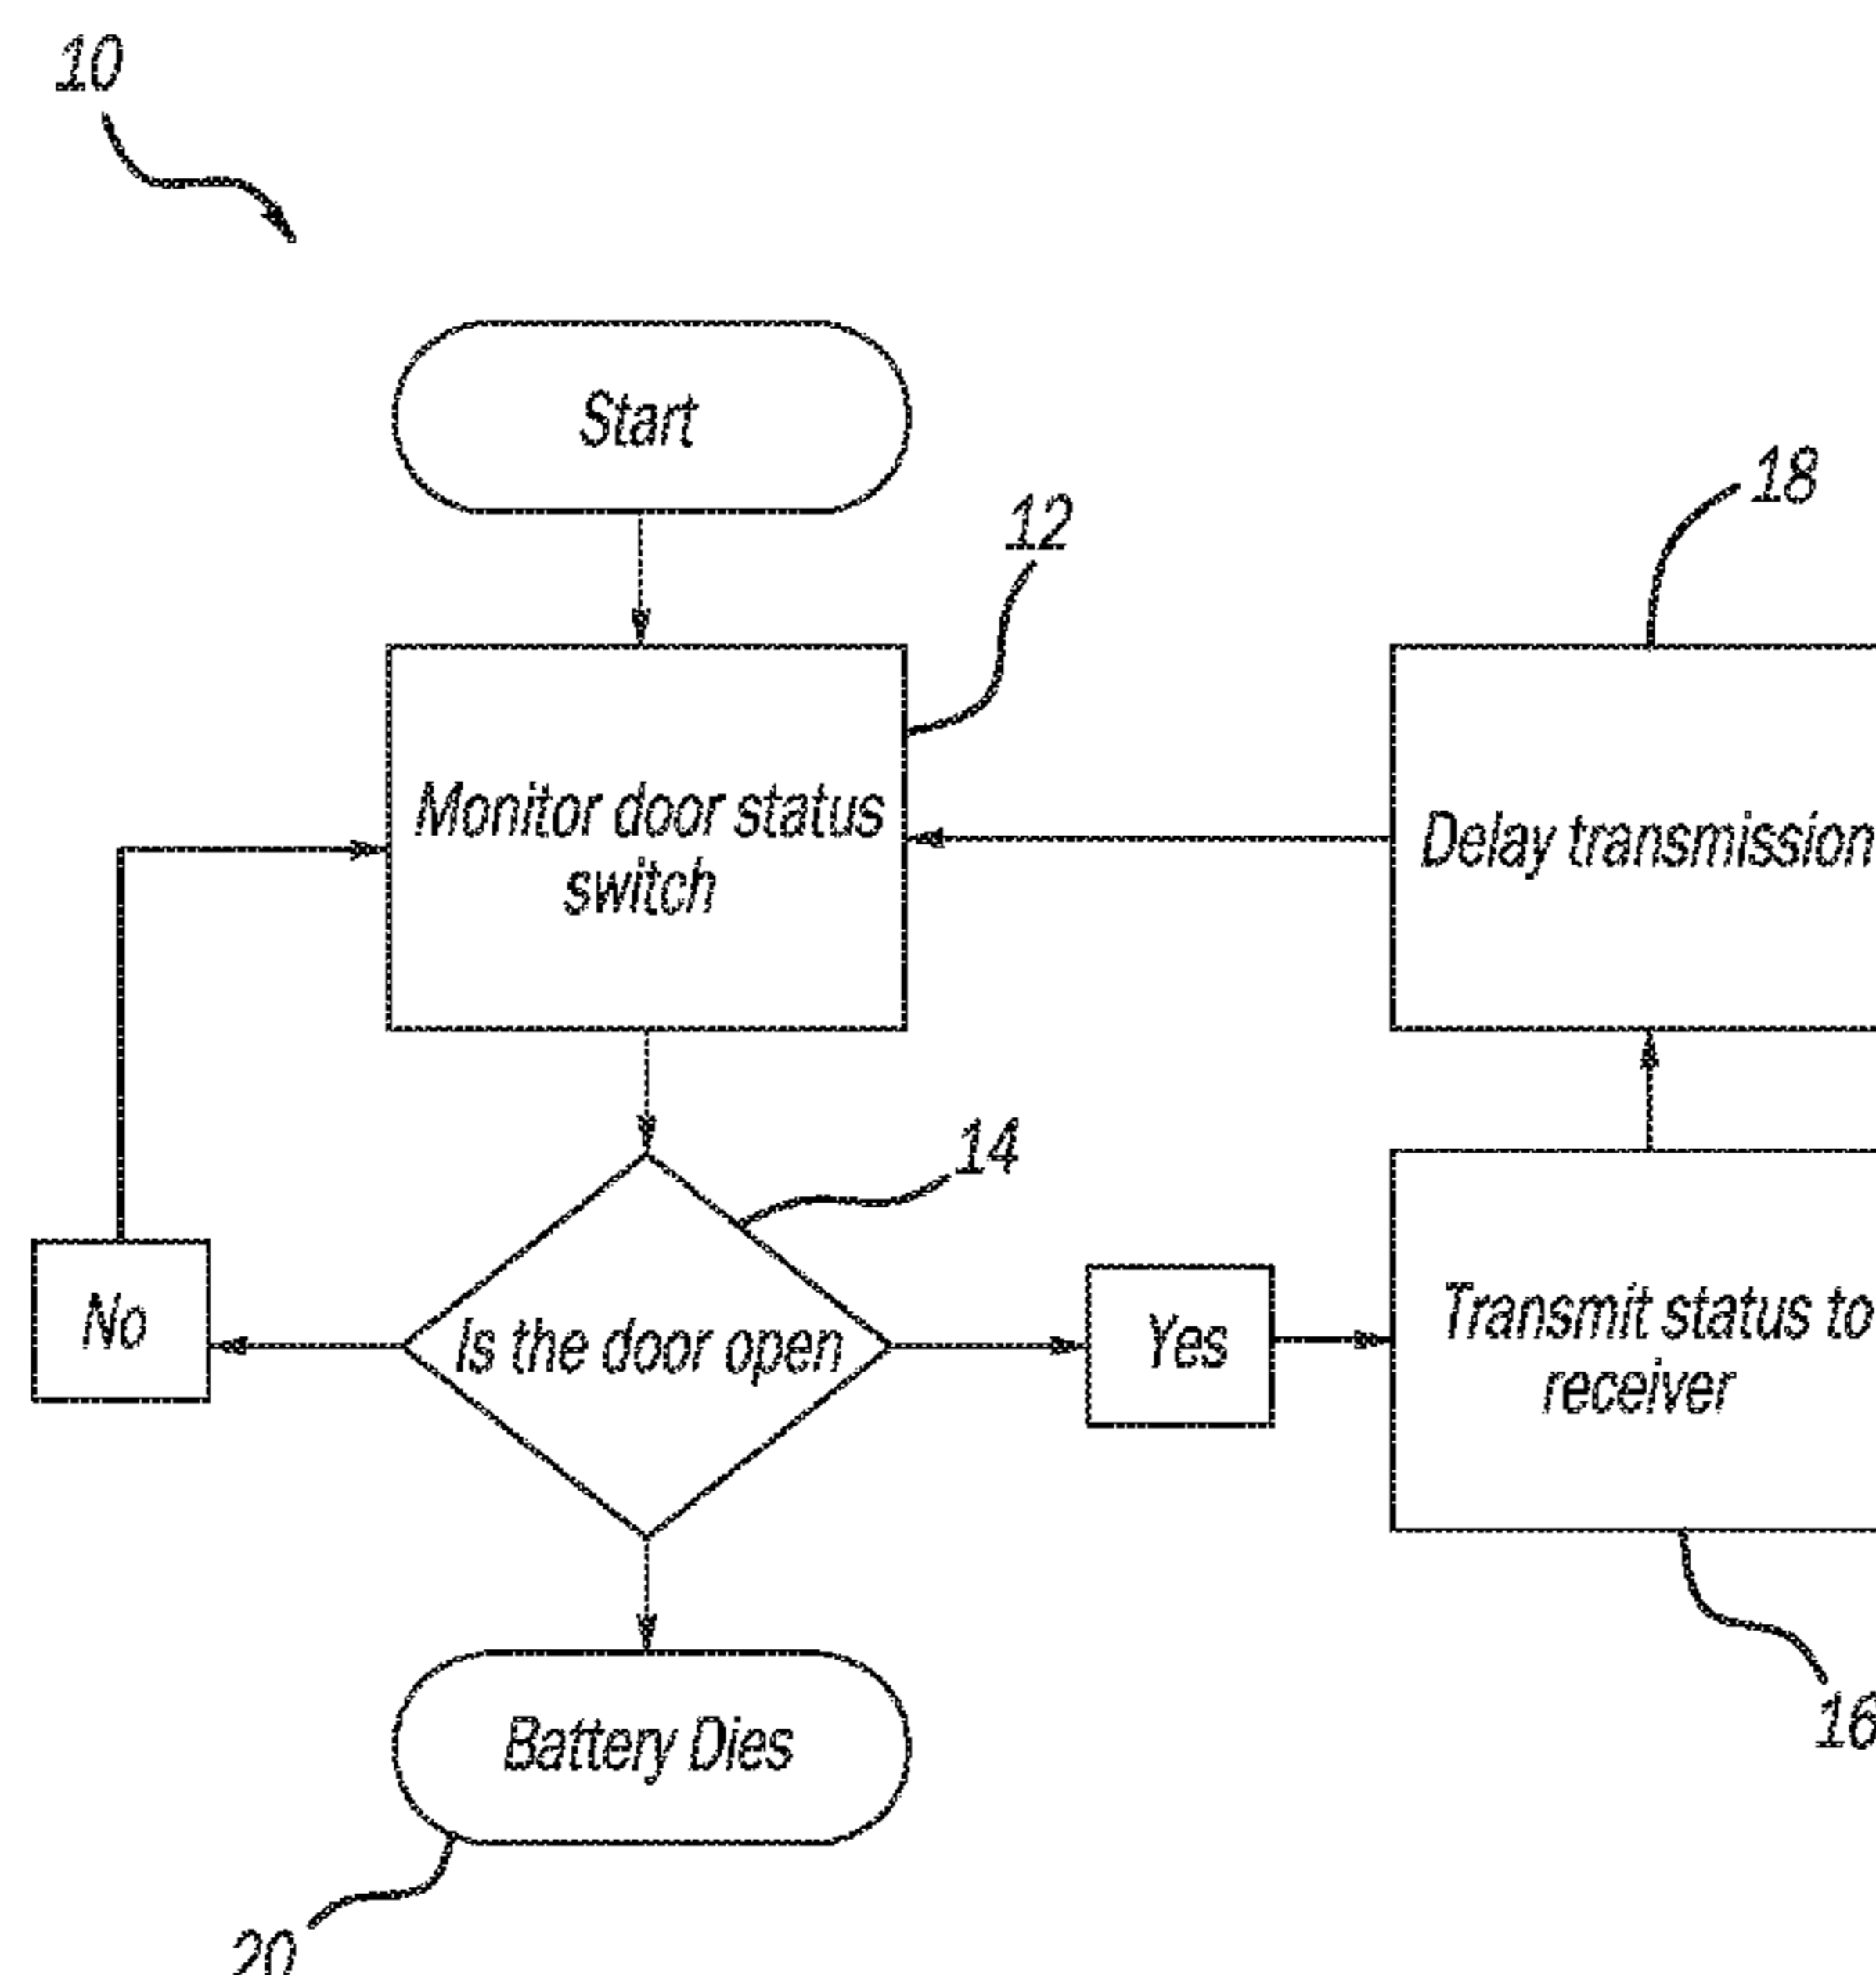 10
Start
12
18
Monitor door status
switch
Delay transmission
14
No
Is the door open
Yes
Transmit status to
receiver
16
Battery Dies
20